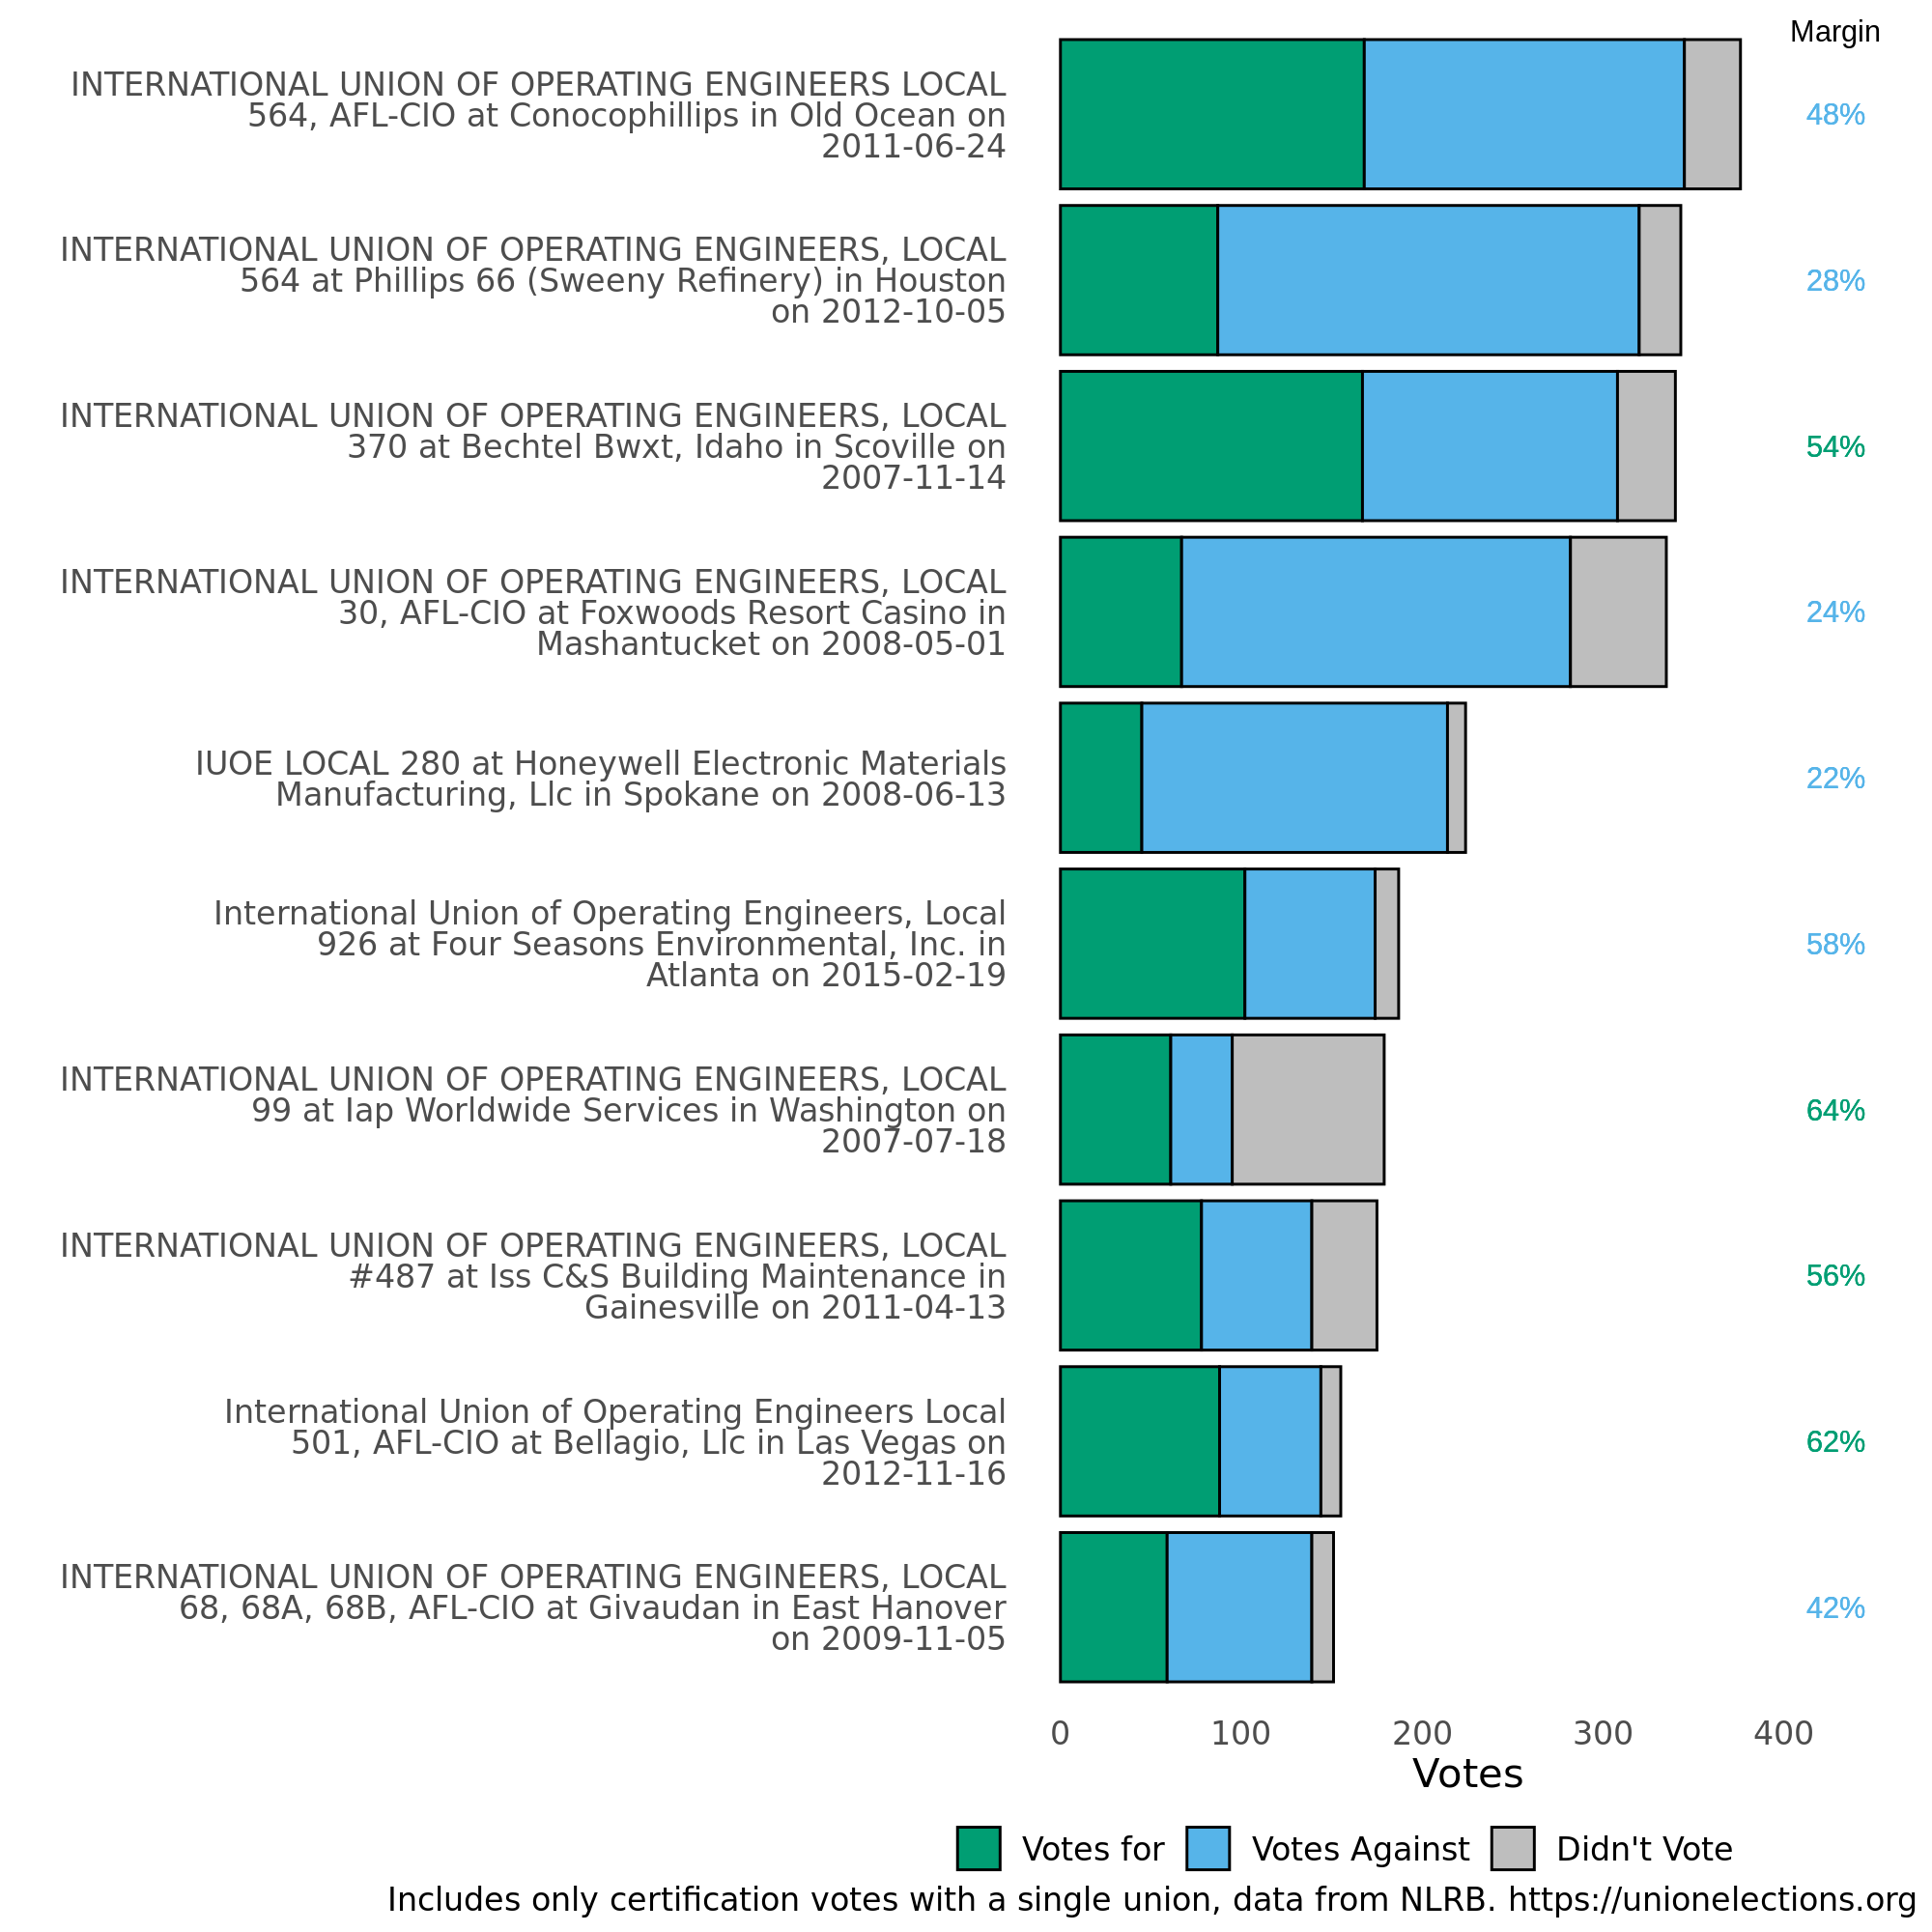 Margin
INTERNATIONAL UNION OF OPERATING ENGINEERS LOCAL
564, AFL-CIO at Conocophillips in Old Ocean on
2011-06-24
48%
INTERNATIONAL UNION OF OPERATING ENGINEERS, LOCAL
564 at Phillips 66 (Sweeny Refinery) in Houston
on 2012-10-05
28%
INTERNATIONAL UNION OF OPERATING ENGINEERS, LOCAL
370 at Bechtel Bwxt, Idaho in Scoville on
2007-11-14
54%
INTERNATIONAL UNION OF OPERATING ENGINEERS, LOCAL
30, AFL-CIO at Foxwoods Resort Casino in
Mashantucket on 2008-05-01
24%
IUOE LOCAL 280 at Honeywell Electronic Materials
Manufacturing, Llc in Spokane on 2008-06-13
22%
International Union of Operating Engineers, Local
926 at Four Seasons Environmental, Inc. in
Atlanta on 2015-02-19
58%
INTERNATIONAL UNION OF OPERATING ENGINEERS, LOCAL
99 at Iap Worldwide Services in Washington on
2007-07-18
64%
INTERNATIONAL UNION OF OPERATING ENGINEERS, LOCAL
#487 at Iss C&S Building Maintenance in
Gainesville on 2011-04-13
56%
International Union of Operating Engineers Local
501, AFL-CIO at Bellagio, Llc in Las Vegas on
2012-11-16
62%
INTERNATIONAL UNION OF OPERATING ENGINEERS, LOCAL
68, 68A, 68B, AFL-CIO at Givaudan in East Hanover
on 2009-11-05
42%
0 100 200 300 400
Votes
Votes for Votes Against Didn't Vote
Includes only certification votes with a single union, data from NLRB. https://unionelections.org